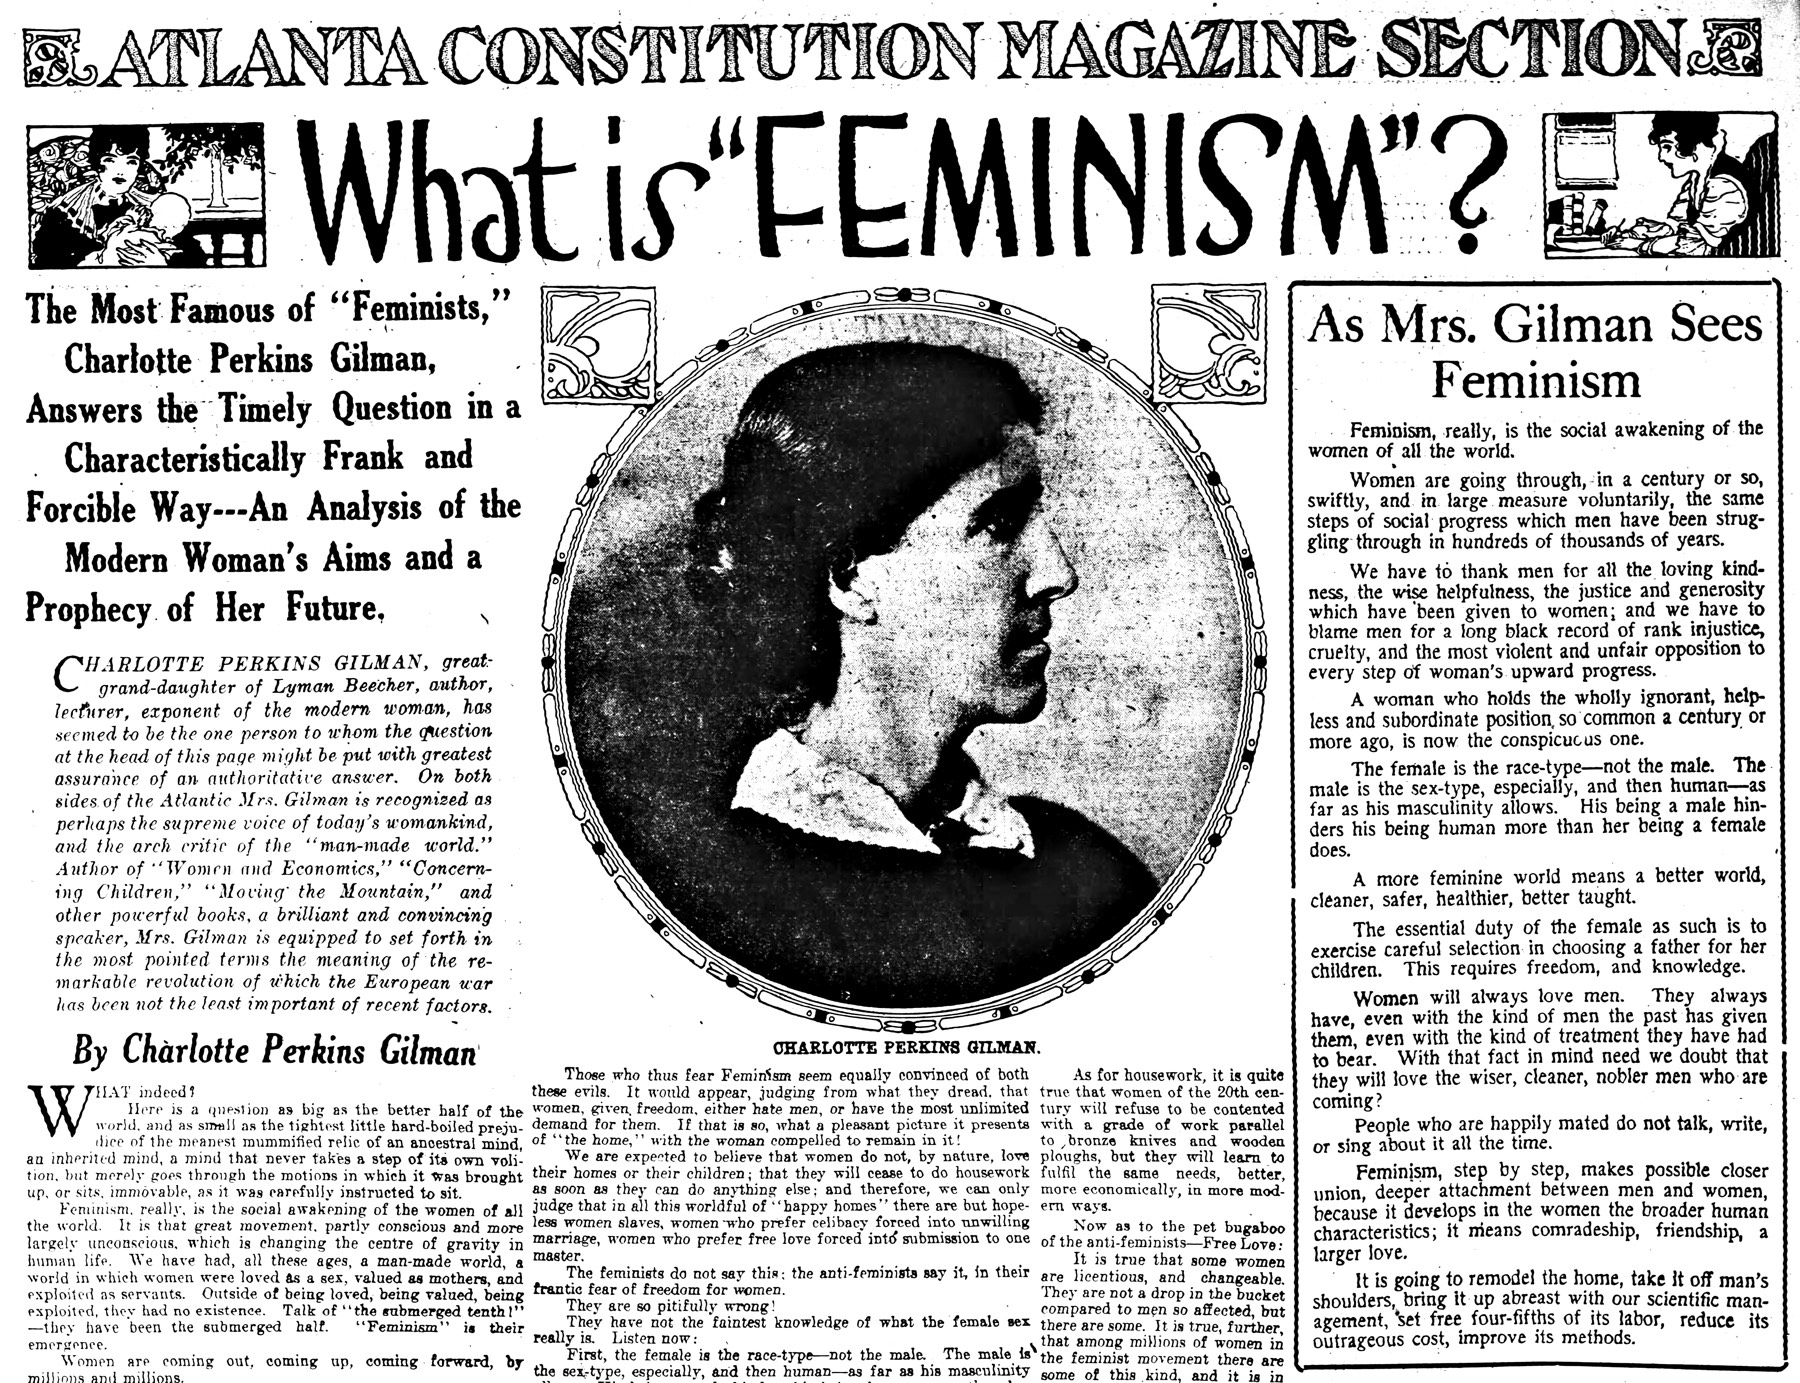 ATLANTA CONSTITUTION MAGAZINE SECTION
What is "FEMINISM"?
The Most Famous of "Feminists,"
Charlotte Perkins Gilman,
Answers the Timely Question in a
Characteristically Frank and
Forcible Way---An Analysis of the
Modern Woman's Aims and a
Prophecy of Her Future.
CHARLOTTE PERKINS GILMAN, great-
grand-daughter of Lyman Beecher, author,
lecturer, exponent of the modern woman, has
seemed to be the one person to whom the question
at the head of this page might be put with greatest
assurance of an authoritative answer. On both
sides of the Atlantic Mrs. Gilman is recognized as
perhaps the supreme voice of today's womankind,
and the arch critic of the "man-made world."
Author of "Women and Economics," "Concern-
ing Children," "Moving the Mountain," and
other powerful books, a brilliant and convincing
speaker, Mrs. Gilman is equipped to set forth in
the most pointed terms the meaning of the re-
markable revolution of which the European war
has been not the least important of recent factors.
By Charlotte Perkins Gilman
WHAT indeed?
Here is a question as big as the better half of the
world, and as small as the tightest little hard-boiled preju-
dice of the meanest mummified relic of an ancestral mind,
an inherited mind, a mind that never takes a step of its own voli-
tion, but merely goes through the motions in which it was brought
up, or sits, immovable, as it was carefully instructed to sit.
Feminism, really, is the social awakening of the women of all
the world. It is that great movement, partly conscious and more
largely unconscious, which is changing the centre of gravity in
human life. We have had, all these ages, a man-made world, a
world in which women were loved as a sex, valued as mothers, and
exploited as servants. Outside of being loved, being valued, being
exploited, they had no existence. Talk of "the submerged tenth!"
—they have been the submerged half. "Feminism" is their
emergence.
Women are coming out, coming up, coming forward, by
millions and millions.
CHARLOTTE PERKINS GILMAN.
Those who thus fear Feminism seem equally convinced of both
these evils. It would appear, judging from what they dread, that
women, given freedom, either hate men, or have the most unlimited
demand for them. If that is so, what a pleasant picture it presents
of "the home," with the woman compelled to remain in it!
We are expected to believe that women do not, by nature, love
their homes or their children; that they will cease to do housework
as soon as they can do anything else; and therefore, we can only
judge that in all this worldful of "happy homes" there are but hope-
less women slaves, women who prefer celibacy forced into unwilling
marriage, women who prefer free love forced into submission to one
master.
The feminists do not say this; the anti-feminists say it, in their
frantic fear of freedom for women.
They are so pitifully wrong!
They have not the faintest knowledge of what the female sex
really is. Listen now:
First, the female is the race-type—not the male. The male is
the sex-type, especially, and then human—as far as his masculinity
As for housework, it is quite
true that women of the 20th cen-
tury will refuse to be contented
with a grade of work parallel
to bronze knives and wooden
ploughs, but they will learn to
fulfil the same needs, better,
more economically, in more mod-
ern ways.
Now as to the pet bugaboo
of the anti-feminists—Free Love:
It is true that some women
are licentious, and changeable.
They are not a drop in the bucket
compared to men so affected, but
there are some. It is true, further,
that among millions of women in
the feminist movement there are
some of this kind, and it is in
As Mrs. Gilman Sees
Feminism
Feminism, really, is the social awakening of the
women of all the world.
Women are going through, in a century or so,
swiftly, and in large measure voluntarily, the same
steps of social progress which men have been strug-
gling through in hundreds of thousands of years.
We have to thank men for all the loving kind-
ness, the wise helpfulness, the justice and generosity
which have been given to women; and we have to
blame men for a long black record of rank injustice,
cruelty, and the most violent and unfair opposition to
every step of woman's upward progress.
A woman who holds the wholly ignorant, help-
less and subordinate position so common a century or
more ago, is now the conspicuous one.
The female is the race-type—not the male. The
male is the sex-type, especially, and then human—as
far as his masculinity allows. His being a male hin-
ders his being human more than her being a female
does.
A more feminine world means a better world,
cleaner, safer, healthier, better taught.
The essential duty of the female as such is to
exercise careful selection in choosing a father for her
children. This requires freedom, and knowledge.
Women will always love men. They always
have, even with the kind of men the past has given
them, even with the kind of treatment they have had
to bear. With that fact in mind need we doubt that
they will love the wiser, cleaner, nobler men who are
coming?
People who are happily mated do not talk, write,
or sing about it all the time.
Feminism, step by step, makes possible closer
union, deeper attachment between men and women,
because it develops in the women the broader human
characteristics; it means comradeship, friendship, a
larger love.
It is going to remodel the home, take it off man's
shoulders, bring it up abreast with our scientific man-
agement, set free four-fifths of its labor, reduce its
outrageous cost, improve its methods.